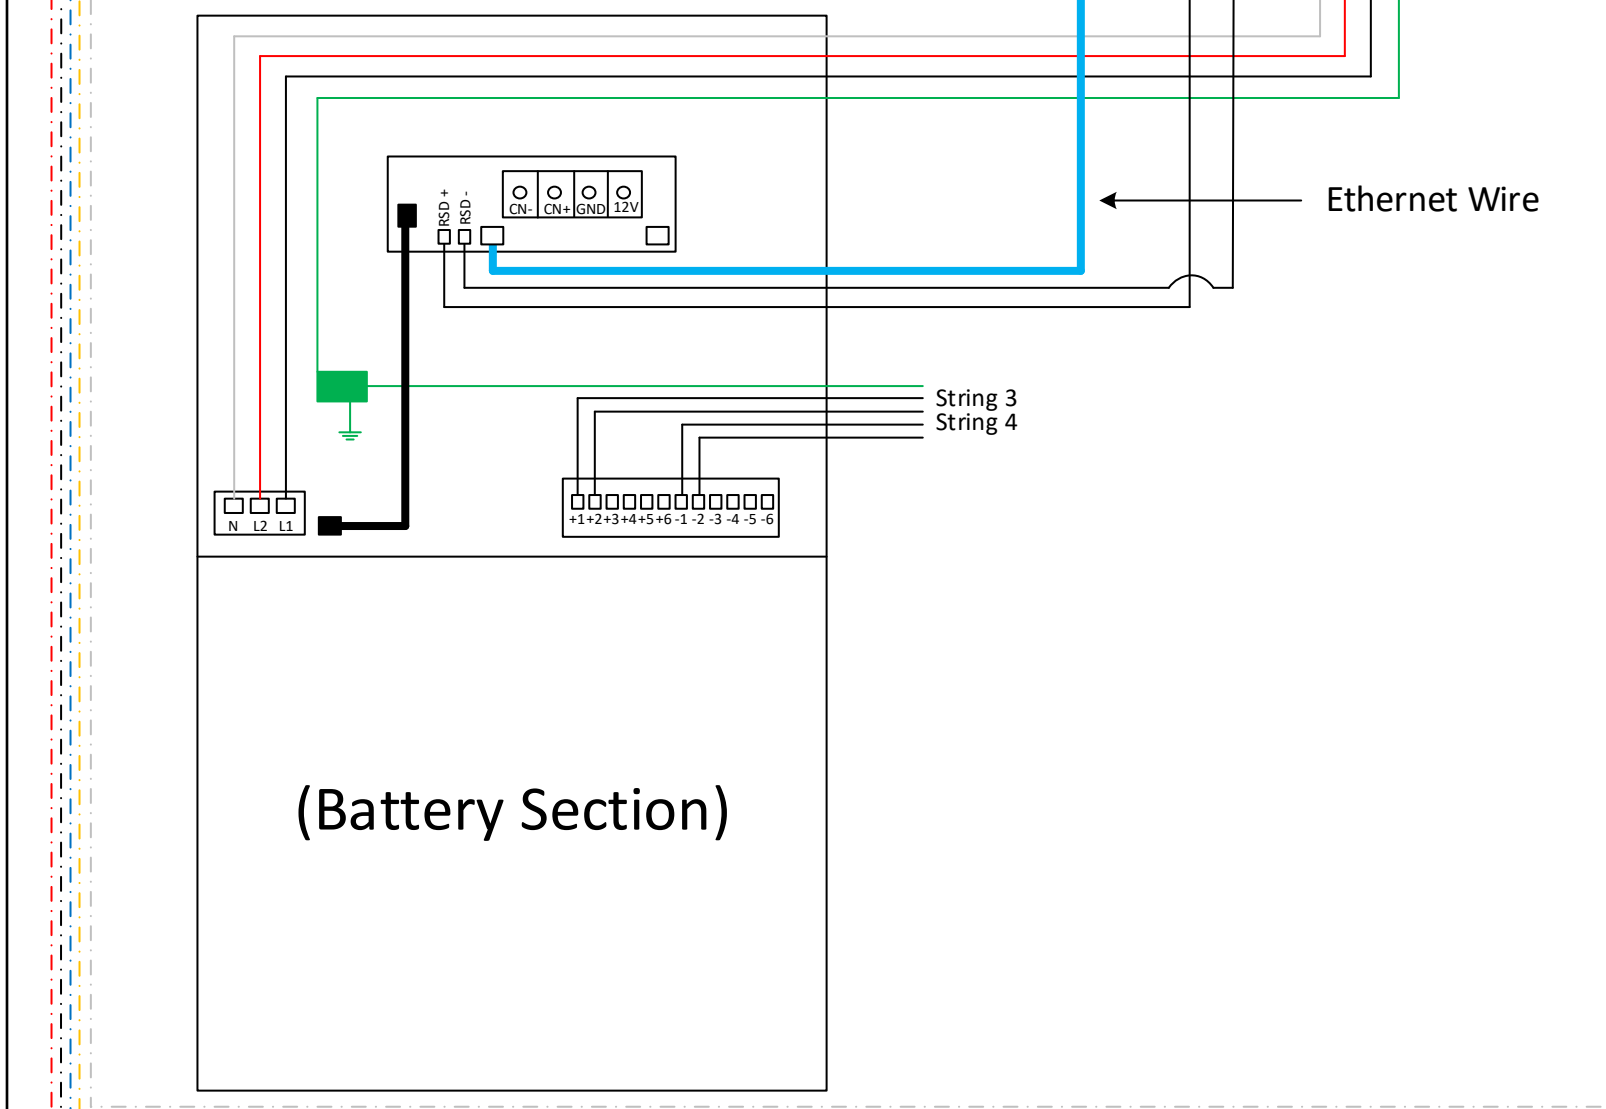 Ethernet Wire
RSD +
RSD -
CN- CN+ GND 12V
String 3
String 4
N L2 L1
+1 +2 +3 +4 +5 +6 -1 -2 -3 -4 -5 -6
(Battery Section)